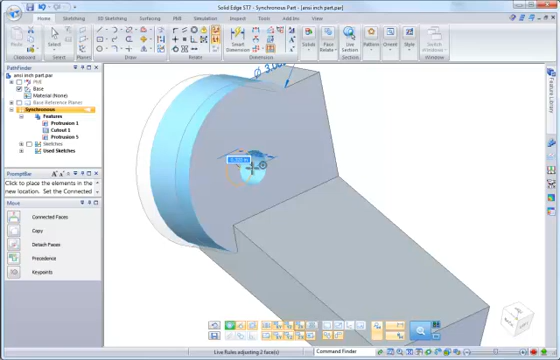 Solid Edge ST7 - Synchronous Part - [ansi inch part.par]
Home Sketching 3D Sketching Surfacing PMI Simulation Inspect Tools Add-Ins View
Paste Select Smart Dimension Solids Face Relate Live Section Pattern Orient Style Switch Windows
Clipboard Select Planes Draw
PathFinder
ansi inch part.par
PMI
Base
Material (None)
Base Reference Planes
Synchronous
Features
Protrusion 1
Cutout 1
Protrusion 5
Sketches
Used Sketches
PromptBar
Click to place the elements in the
new location. Set the Connected
Move
Connected Faces
Copy
Detach Faces
Precedence
Keypoints
Feature Library
Live Rules adjusting 2 face(s)
Command Finder